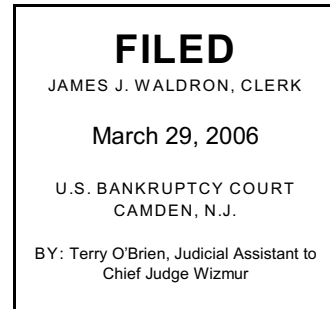 FILED
JAMES J. WALDRON, CLERK
March 29, 2006
U.S. BANKRUPTCY COURT
CAMDEN, N.J.
BY: Terry O'Brien, Judicial Assistant to
Chief Judge Wizmur